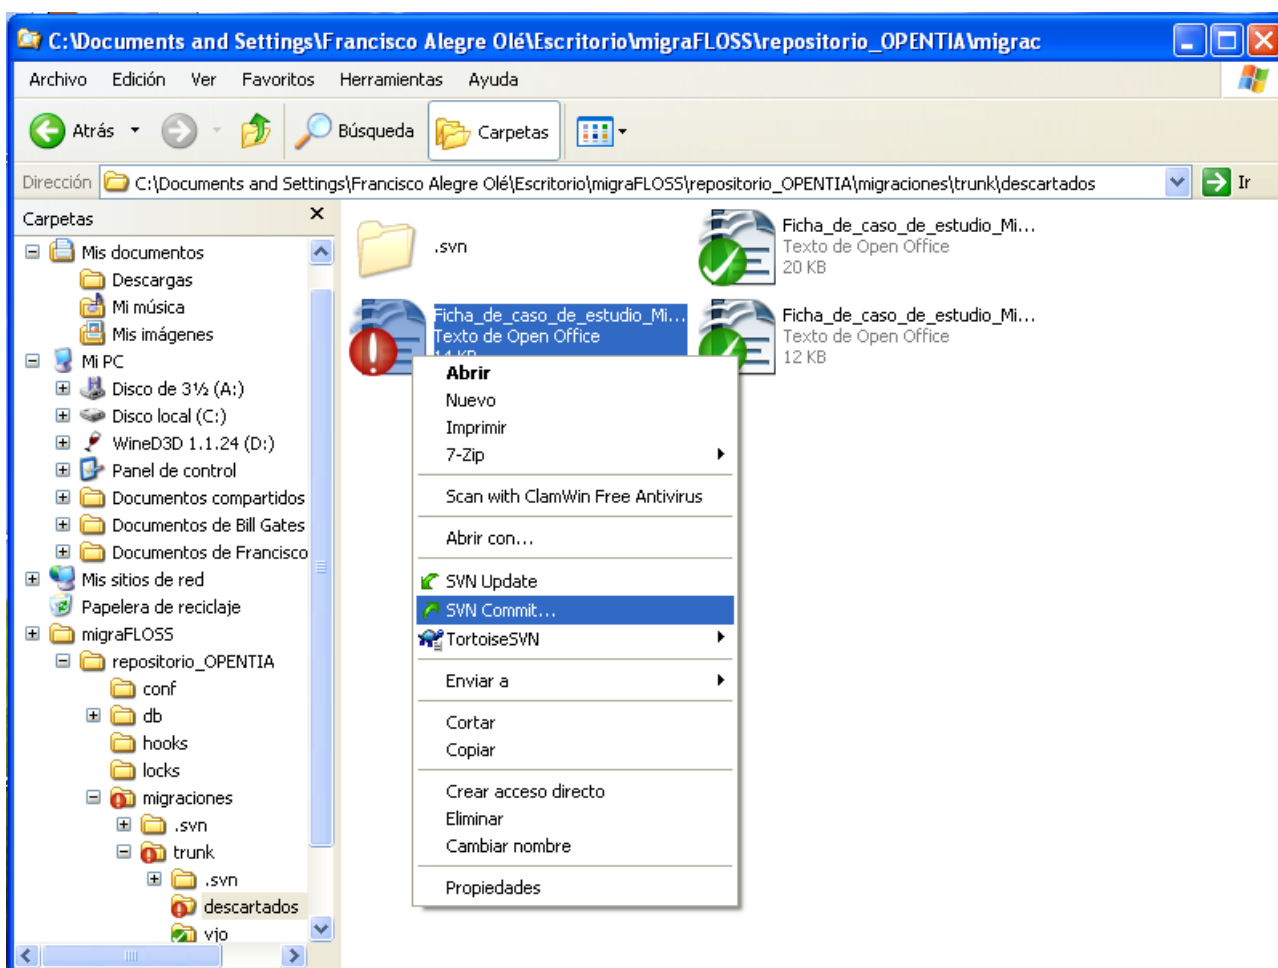 C:\Documents and Settings\Francisco Alegre Olé\Escritorio\migraFLOSS\repositorio_OPENTIA\migrac
Archivo Edición Ver Favoritos Herramientas Ayuda
Atrás Búsqueda Carpetas
Dirección C:\Documents and Settings\Francisco Alegre Olé\Escritorio\migraFLOSS\repositorio_OPENTIA\migraciones\trunk\descartados Ir
Carpetas
Mis documentos
Descargas
Mi música
Mis imágenes
Mi PC
Disco de 3½ (A:)
Disco local (C:)
WineD3D 1.1.24 (D:)
Panel de control
Documentos compartidos
Documentos de Bill Gates
Documentos de Francisco
Mis sitios de red
Papelera de reciclaje
migraFLOSS
repositorio_OPENTIA
conf
db
hooks
locks
migraciones
.svn
trunk
.svn
descartados
vjo
.svn
Ficha_de_caso_de_estudio_Mi...
Texto de Open Office
20 KB
Ficha_de_caso_de_estudio_Mi...
Texto de Open Office
14 KB
Ficha_de_caso_de_estudio_Mi...
Texto de Open Office
12 KB
Abrir
Nuevo
Imprimir
7-Zip
Scan with ClamWin Free Antivirus
Abrir con...
SVN Update
SVN Commit...
TortoiseSVN
Enviar a
Cortar
Copiar
Crear acceso directo
Eliminar
Cambiar nombre
Propiedades